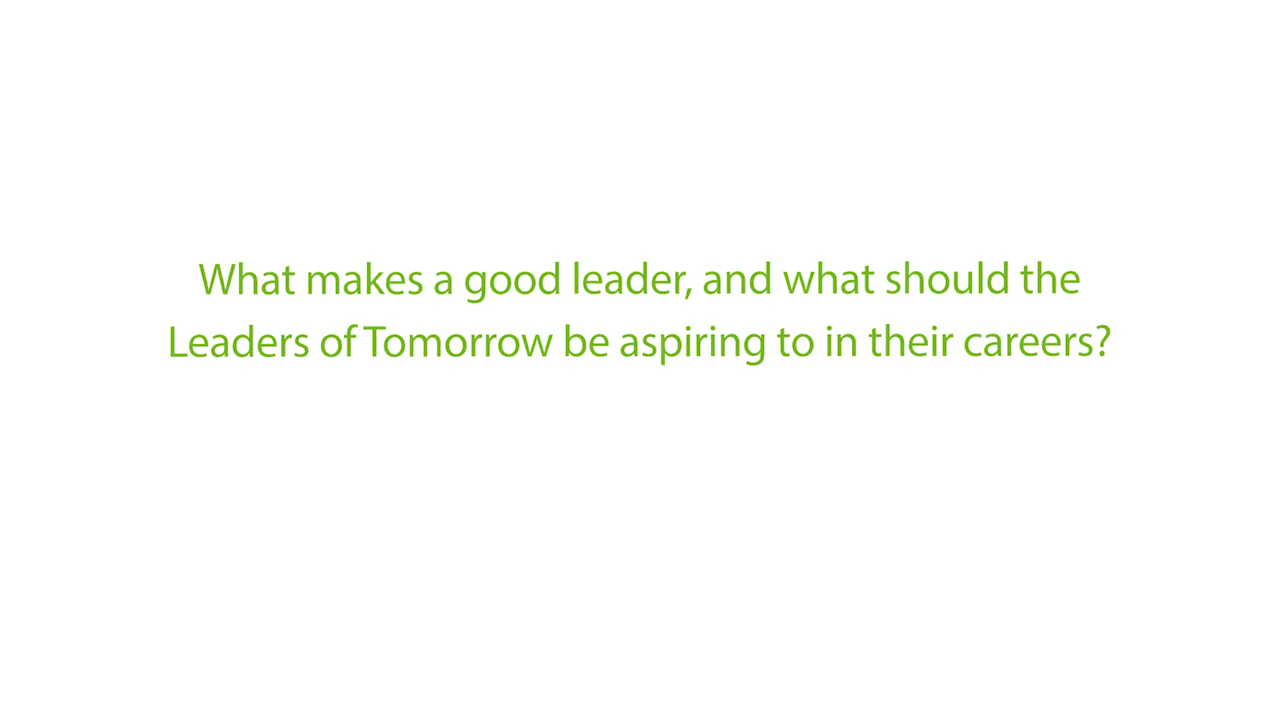 What makes a good leader, and what should the
Leaders of Tomorrow be aspiring to in their careers?